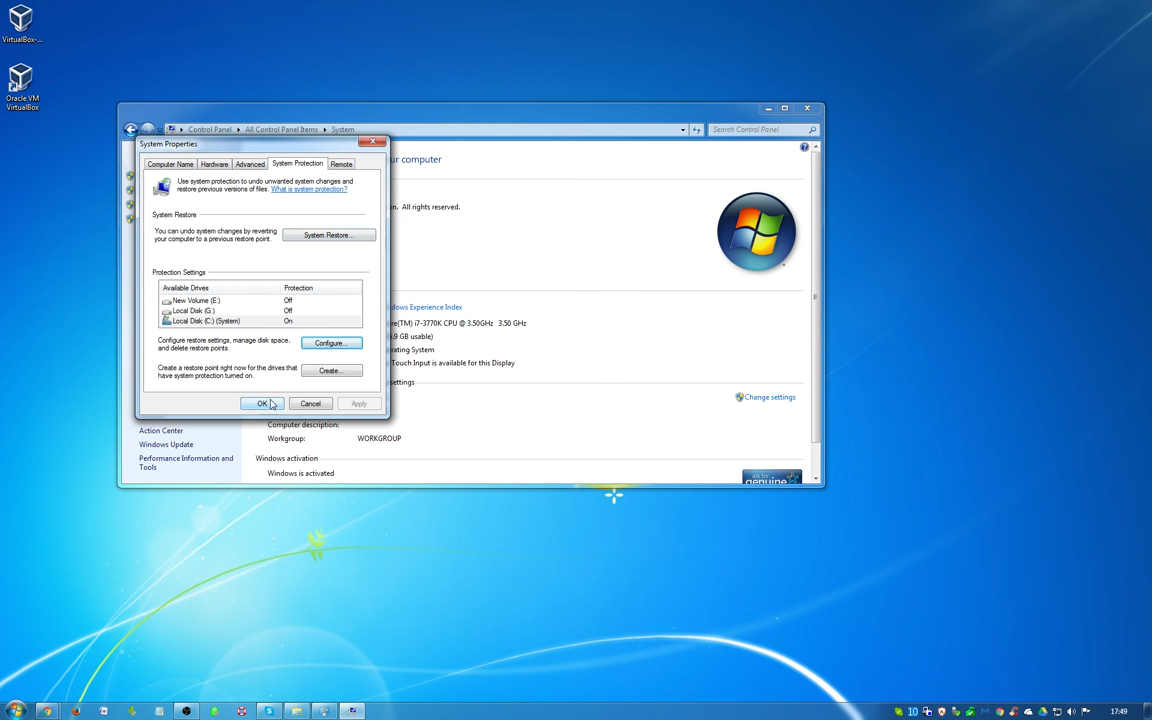 VirtualBox-...
Oracle VM
VirtualBox
Control Panel
All Control Panel Items
System
Search Control Panel
System Properties
ur computer
Computer Name
Hardware
Advanced
System Protection
Remote
Use system protection to undo unwanted system changes and
restore previous versions of files. What is system protection?
n. All rights reserved.
System Restore
You can undo system changes by reverting
your computer to a previous restore point.
System Restore...
Protection Settings
Available Drives
Protection
New Volume (E:)
Off
Local Disk (G:)
Off
Local Disk (C:) (System)
On
dows Experience Index
re(TM) i7-3770K CPU @ 3.50GHz 3.50 GHz
.9 GB usable)
rating System
Touch Input is available for this Display
ettings
Configure restore settings, manage disk space,
and delete restore points.
Configure...
Create a restore point right now for the drives that
have system protection turned on.
Create...
OK
Cancel
Apply
Change settings
Computer description:
Workgroup:
WORKGROUP
Windows activation
Windows is activated
Action Center
Windows Update
Performance Information and
Tools
ask for
genuine
10
17:49